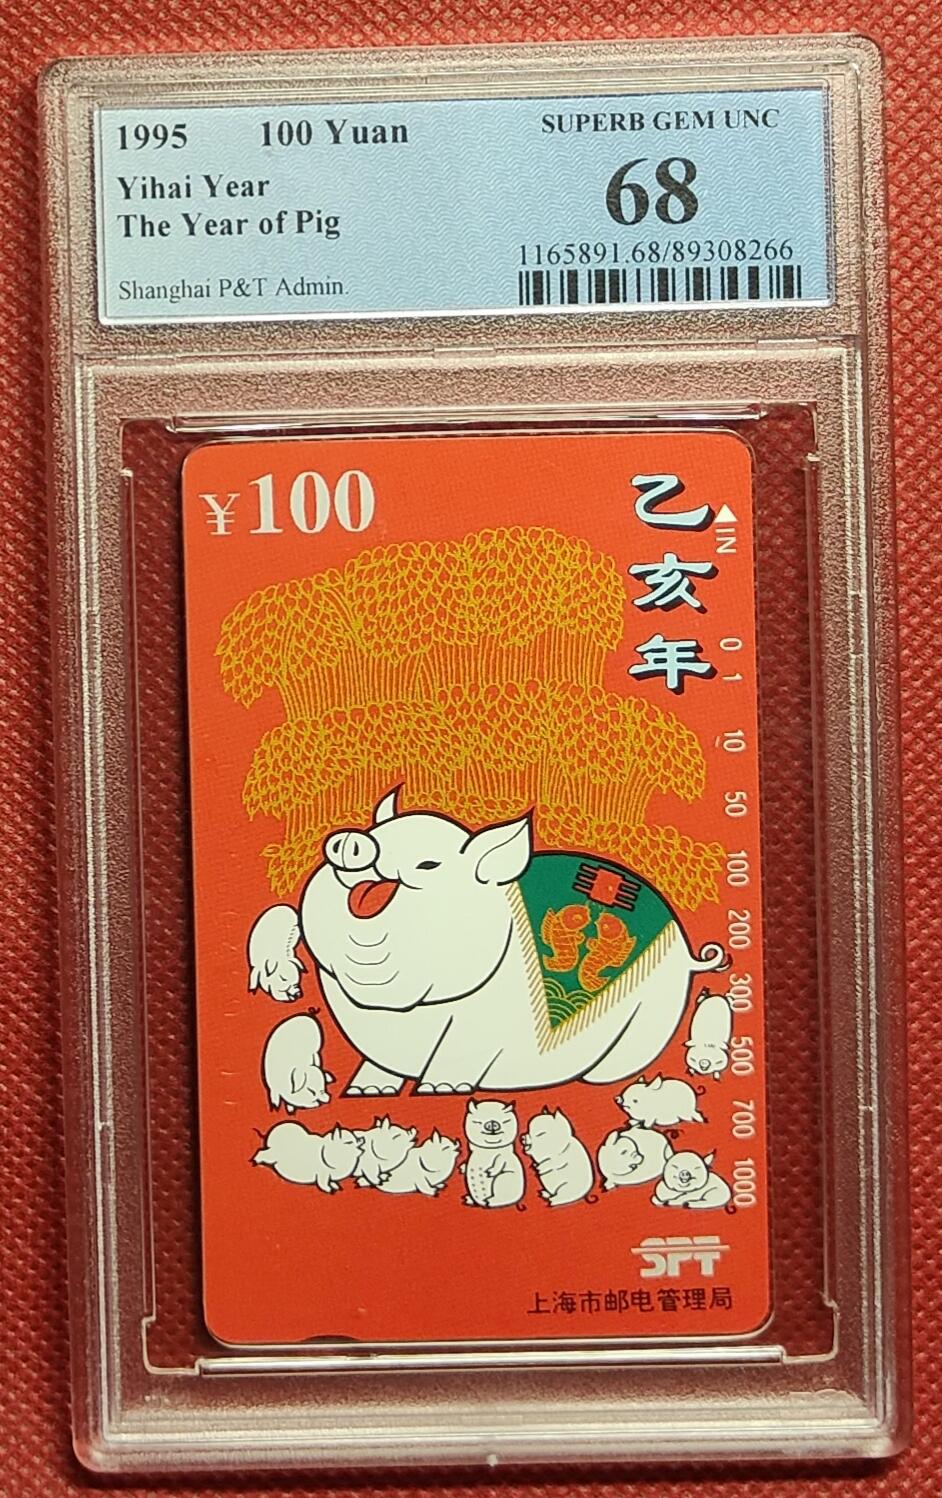 1995 100 Yuan
Yihai Year
The Year of Pig
Shanghai P&T Admin.
SUPERB GEM UNC
68
1165891.68/89308266
¥100
乙亥年
IN
0
1
10
50
100
200
300
500
700
1000
SPT
上海市邮电管理局